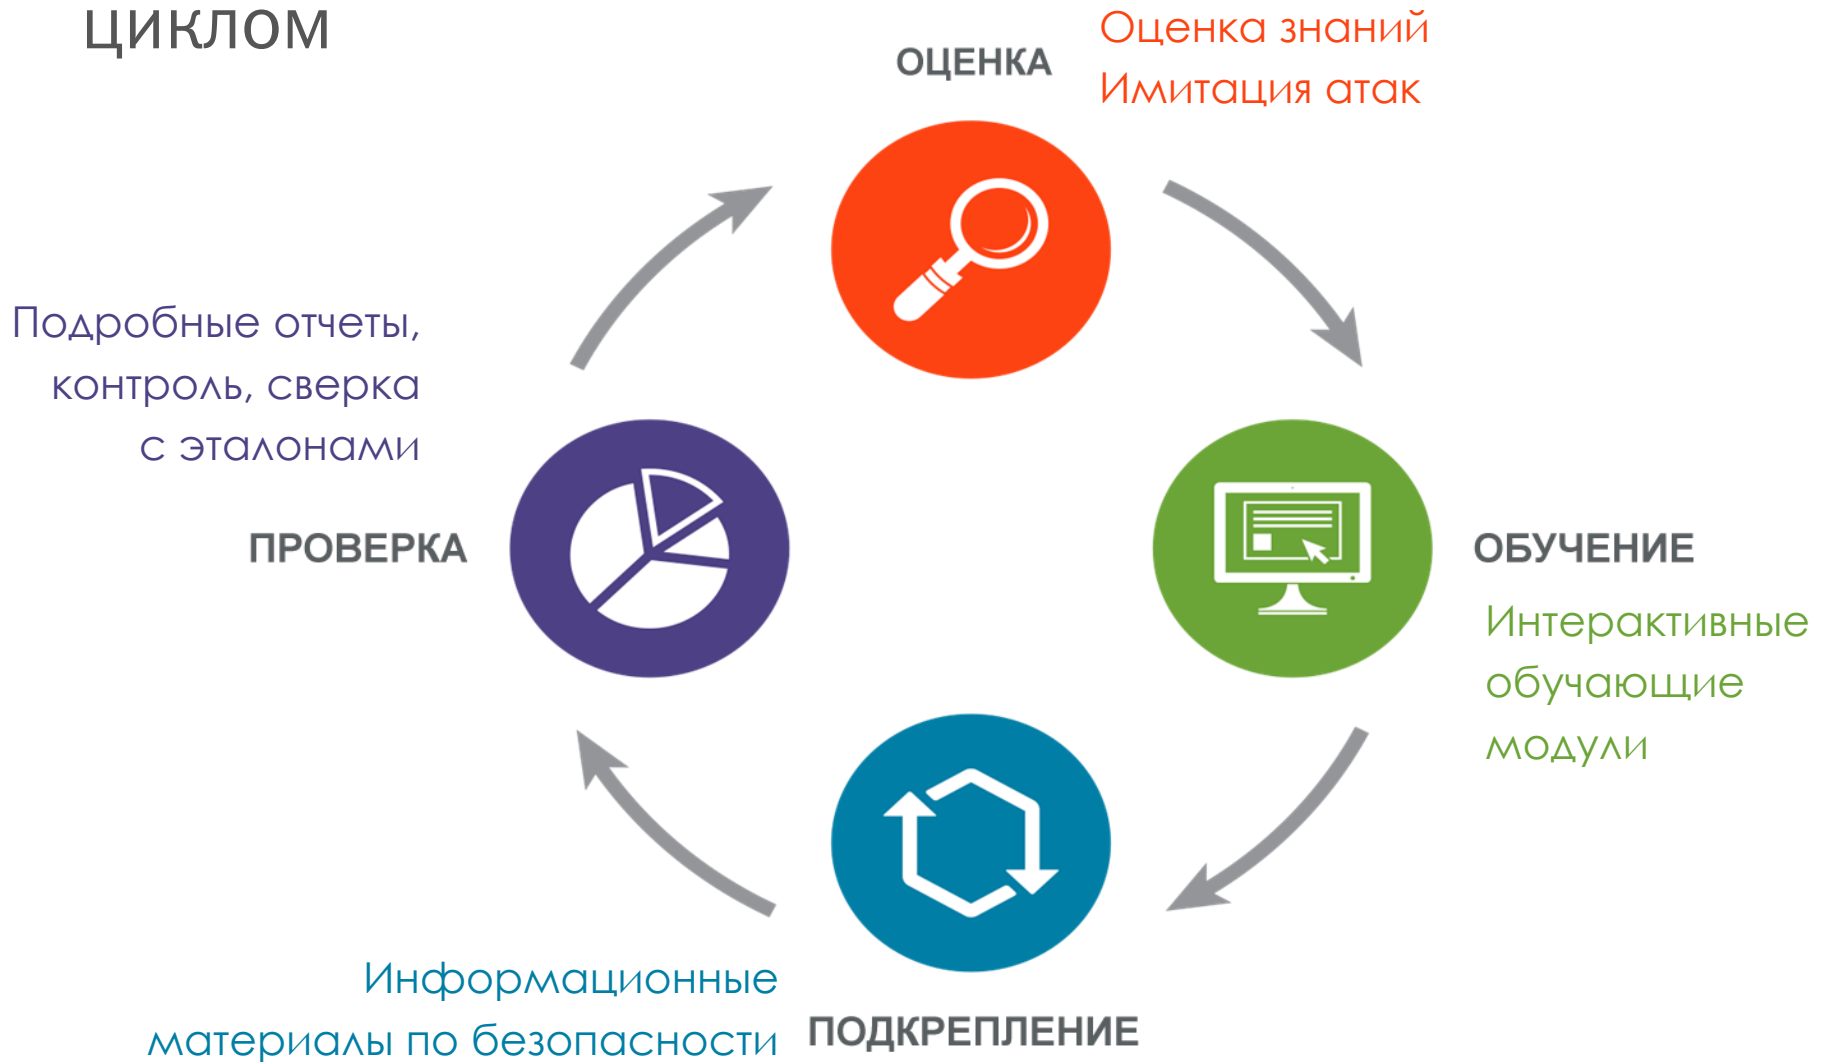 циклом
ОЦЕНКА
Оценка знаний
Имитация атак
Подробные отчеты,
контроль, сверка
с эталонами
ПРОВЕРКА
ОБУЧЕНИЕ
Интерактивные
обучающие
модули
Информационные
материалы по безопасности
ПОДКРЕПЛЕНИЕ